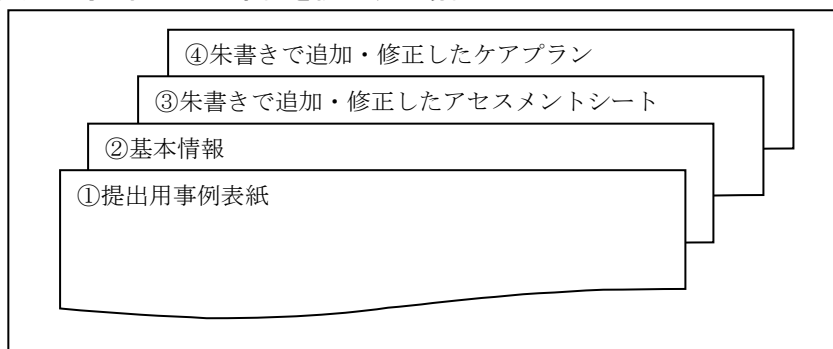 ④朱書きで追加・修正したケアプラン
③朱書きで追加・修正したアセスメントシート
②基本情報
①提出用事例表紙